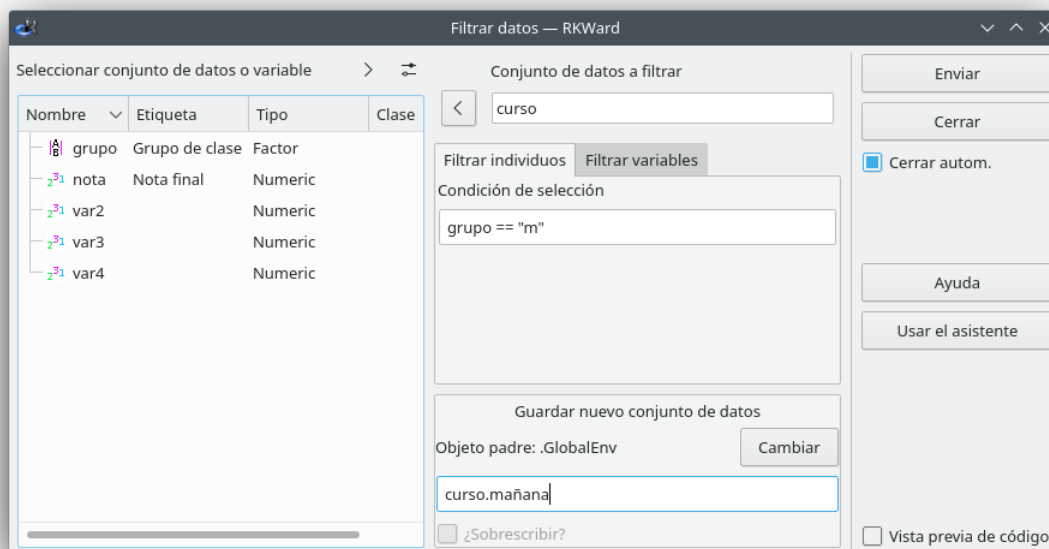 Filtrar datos — RKWard
Seleccionar conjunto de datos o variable
Nombre Etiqueta Tipo Clase
grupo Grupo de clase Factor
nota Nota final Numeric
var2 Numeric
var3 Numeric
var4 Numeric
Conjunto de datos a filtrar
curso
Filtrar individuos Filtrar variables
Condición de selección
grupo == "m"
Guardar nuevo conjunto de datos
Objeto padre: .GlobalEnv Cambiar
curso.mañana
¿Sobrescribir?
Enviar
Cerrar
Cerrar autom.
Ayuda
Usar el asistente
Vista previa de código